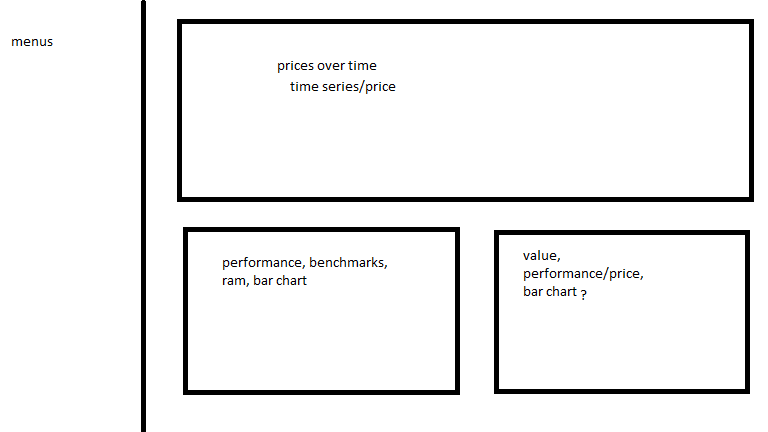 menus
prices over time
time series/price
performance, benchmarks,
ram, bar chart
value,
performance/price,
bar chart ?